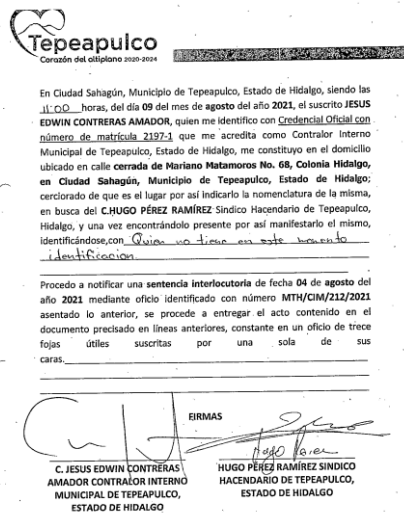 Tepeapulco
Corazón del altiplano 2020-2024
En Ciudad Sahagún, Municipio de Tepeapulco, Estado de Hidalgo, siendo las
11:00 horas, del día 09 del mes de agosto del año 2021, el suscrito JESUS
EDWIN CONTRERAS AMADOR, quien me identifico con Credencial Oficial con
número de matrícula 2197-1 que me acredita como Contralor Interno
Municipal de Tepeapulco, Estado de Hidalgo, me constituyo en el domicilio
ubicado en calle cerrada de Mariano Matamoros No. 68, Colonia Hidalgo,
en Ciudad Sahagún, Municipio de Tepeapulco, Estado de Hidalgo;
cerciorado de que es el lugar por así indicarlo la nomenclatura de la misma,
en busca del C.HUGO PÉREZ RAMÍREZ Sindico Hacendario de Tepeapulco,
Hidalgo, y una vez encontrándolo presente por así manifestarlo el mismo,
identificándose,con Quien no tiene en este momento
identificacion
Procedo a notificar una sentencia interlocutoria de fecha 04 de agosto del
año 2021 mediante oficio identificado con número MTH/CIM/212/2021
asentado lo anterior, se procede a entregar el acto contenido en el
documento precisado en líneas anteriores, constante en un oficio de trece
fojas útiles suscritas por una sola de sus
caras.
FIRMAS
C. JESUS EDWIN CONTRERAS
AMADOR CONTRALOR INTERNO
MUNICIPAL DE TEPEAPULCO,
ESTADO DE HIDALGO
HUGO PÉREZ RAMÍREZ SINDICO
HACENDARIO DE TEPEAPULCO,
ESTADO DE HIDALGO